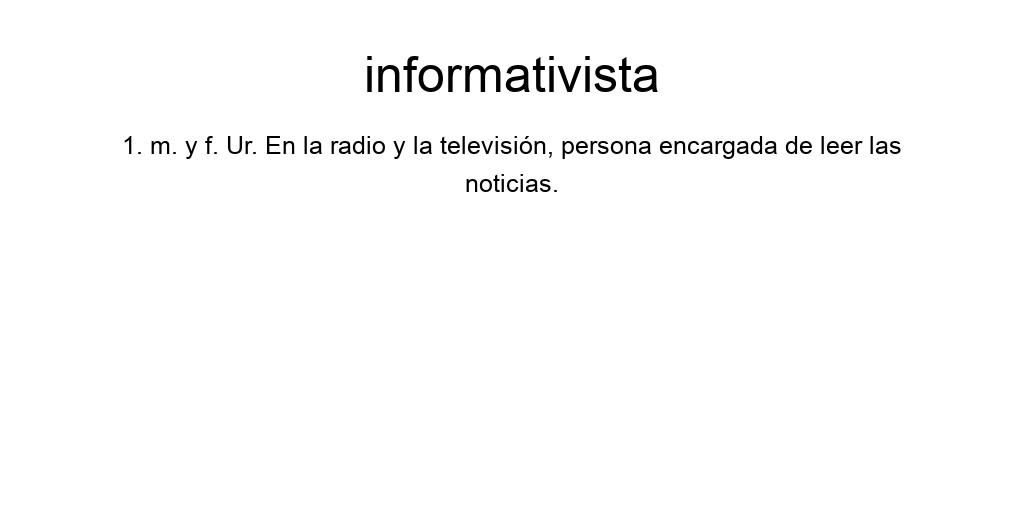 informativista
1. m. y f. Ur. En la radio y la televisión, persona encargada de leer las
noticias.